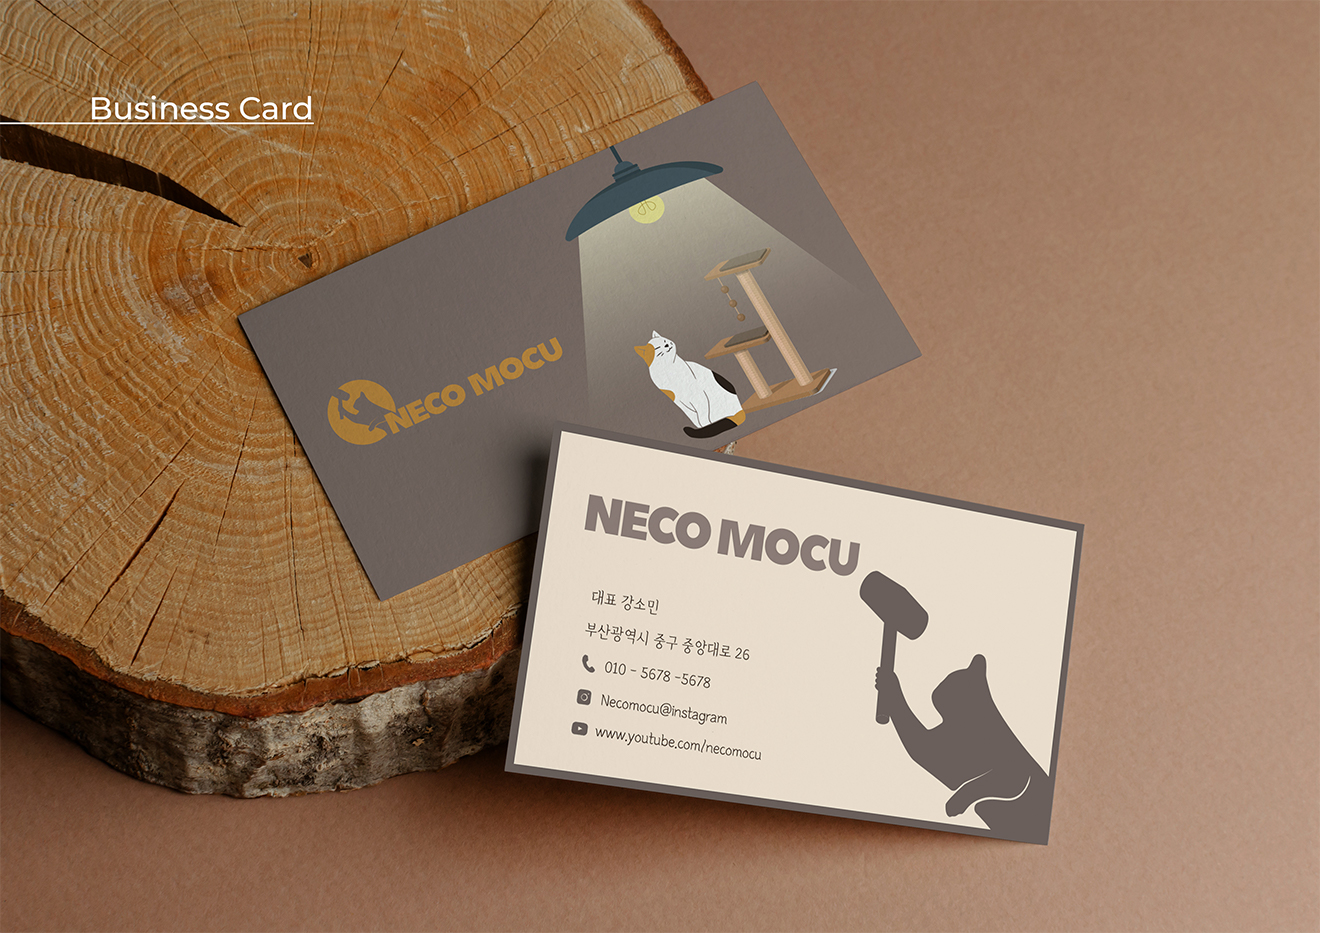 Business Card
NECO MOCU
NECO MOCU
대표 강소민
부산광역시 중구 중앙대로 26
010 - 5678 -5678
Necomocu@instagram
www.youtube.com/necomocu